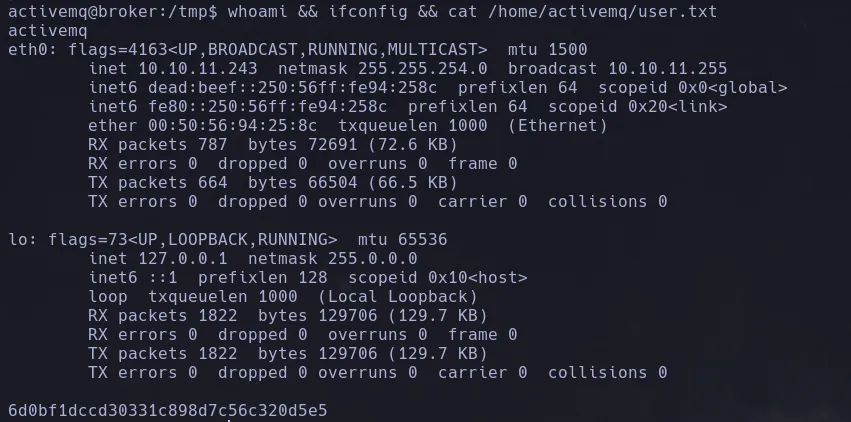 activemq@broker:/tmp$ whoami && ifconfig && cat /home/activemq/user.txt
activemq
eth0: flags=4163<UP,BROADCAST,RUNNING,MULTICAST>  mtu 1500
        inet 10.10.11.243  netmask 255.255.254.0  broadcast 10.10.11.255
        inet6 dead:beef::250:56ff:fe94:258c  prefixlen 64  scopeid 0x0<global>
        inet6 fe80::250:56ff:fe94:258c  prefixlen 64  scopeid 0x20<link>
        ether 00:50:56:94:25:8c  txqueuelen 1000  (Ethernet)
        RX packets 787  bytes 72691 (72.6 KB)
        RX errors 0  dropped 0  overruns 0  frame 0
        TX packets 664  bytes 66504 (66.5 KB)
        TX errors 0  dropped 0 overruns 0  carrier 0  collisions 0

lo: flags=73<UP,LOOPBACK,RUNNING>  mtu 65536
        inet 127.0.0.1  netmask 255.0.0.0
        inet6 ::1  prefixlen 128  scopeid 0x10<host>
        loop  txqueuelen 1000  (Local Loopback)
        RX packets 1822  bytes 129706 (129.7 KB)
        RX errors 0  dropped 0  overruns 0  frame 0
        TX packets 1822  bytes 129706 (129.7 KB)
        TX errors 0  dropped 0 overruns 0  carrier 0  collisions 0

6d0bf1dccd30331c898d7c56c320d5e5